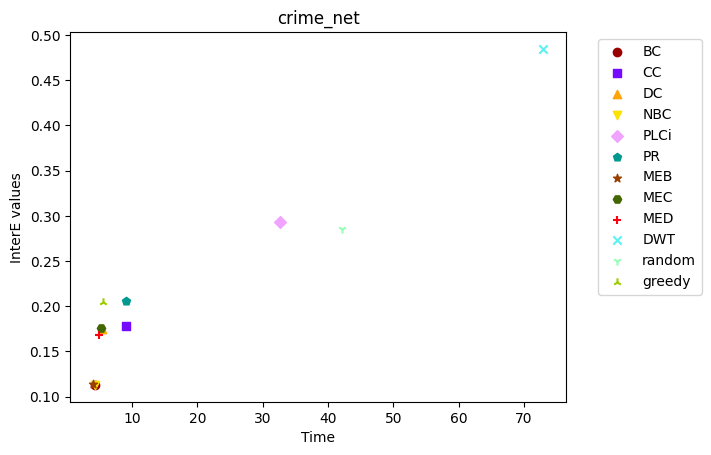 crime_net
0.50
0.45
0.40
0.35
0.30
0.25
0.20
0.15
0.10
InterE values
10 20 30 40 50 60 70
Time
BC
CC
DC
NBC
PLCi
PR
MEB
MEC
MED
DWT
random
greedy